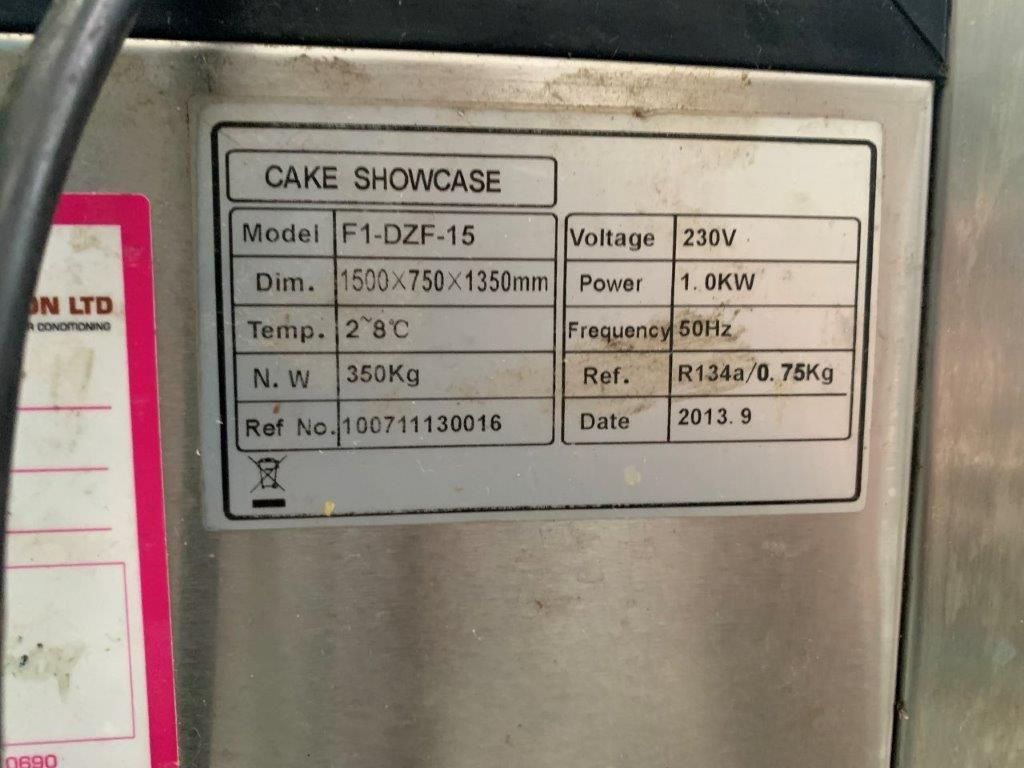 CAKE SHOWCASE
Model F1-DZF-15
Dim. 1500×750×1350mm
Temp. 2~8℃
N. W 350Kg
Ref No. 100711130016
Voltage 230V
Power 1. 0KW
Frequency 50Hz
Ref. R134a/0. 75Kg
Date 2013. 9
LTD
CONDITIONING
0690